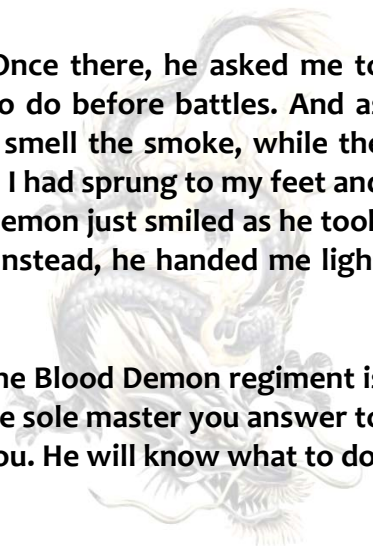 Once there, he asked me to
o do before battles. And as
smell the smoke, while the
I had sprung to my feet and
emon just smiled as he took
nstead, he handed me ligh
he Blood Demon regiment is
e sole master you answer to
ou. He will know what to do